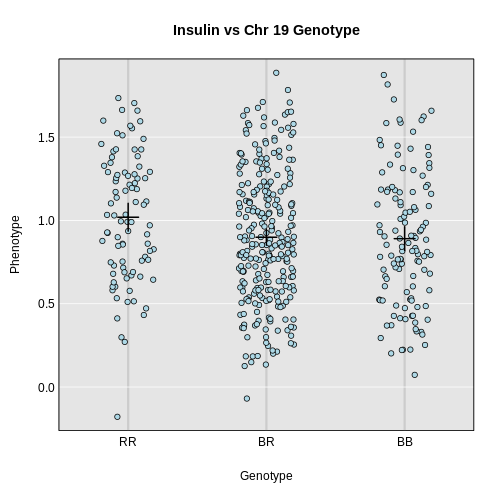 Insulin vs Chr 19 Genotype
Phenotype
1.5
1.0
0.5
0.0
RR BR BB
Genotype